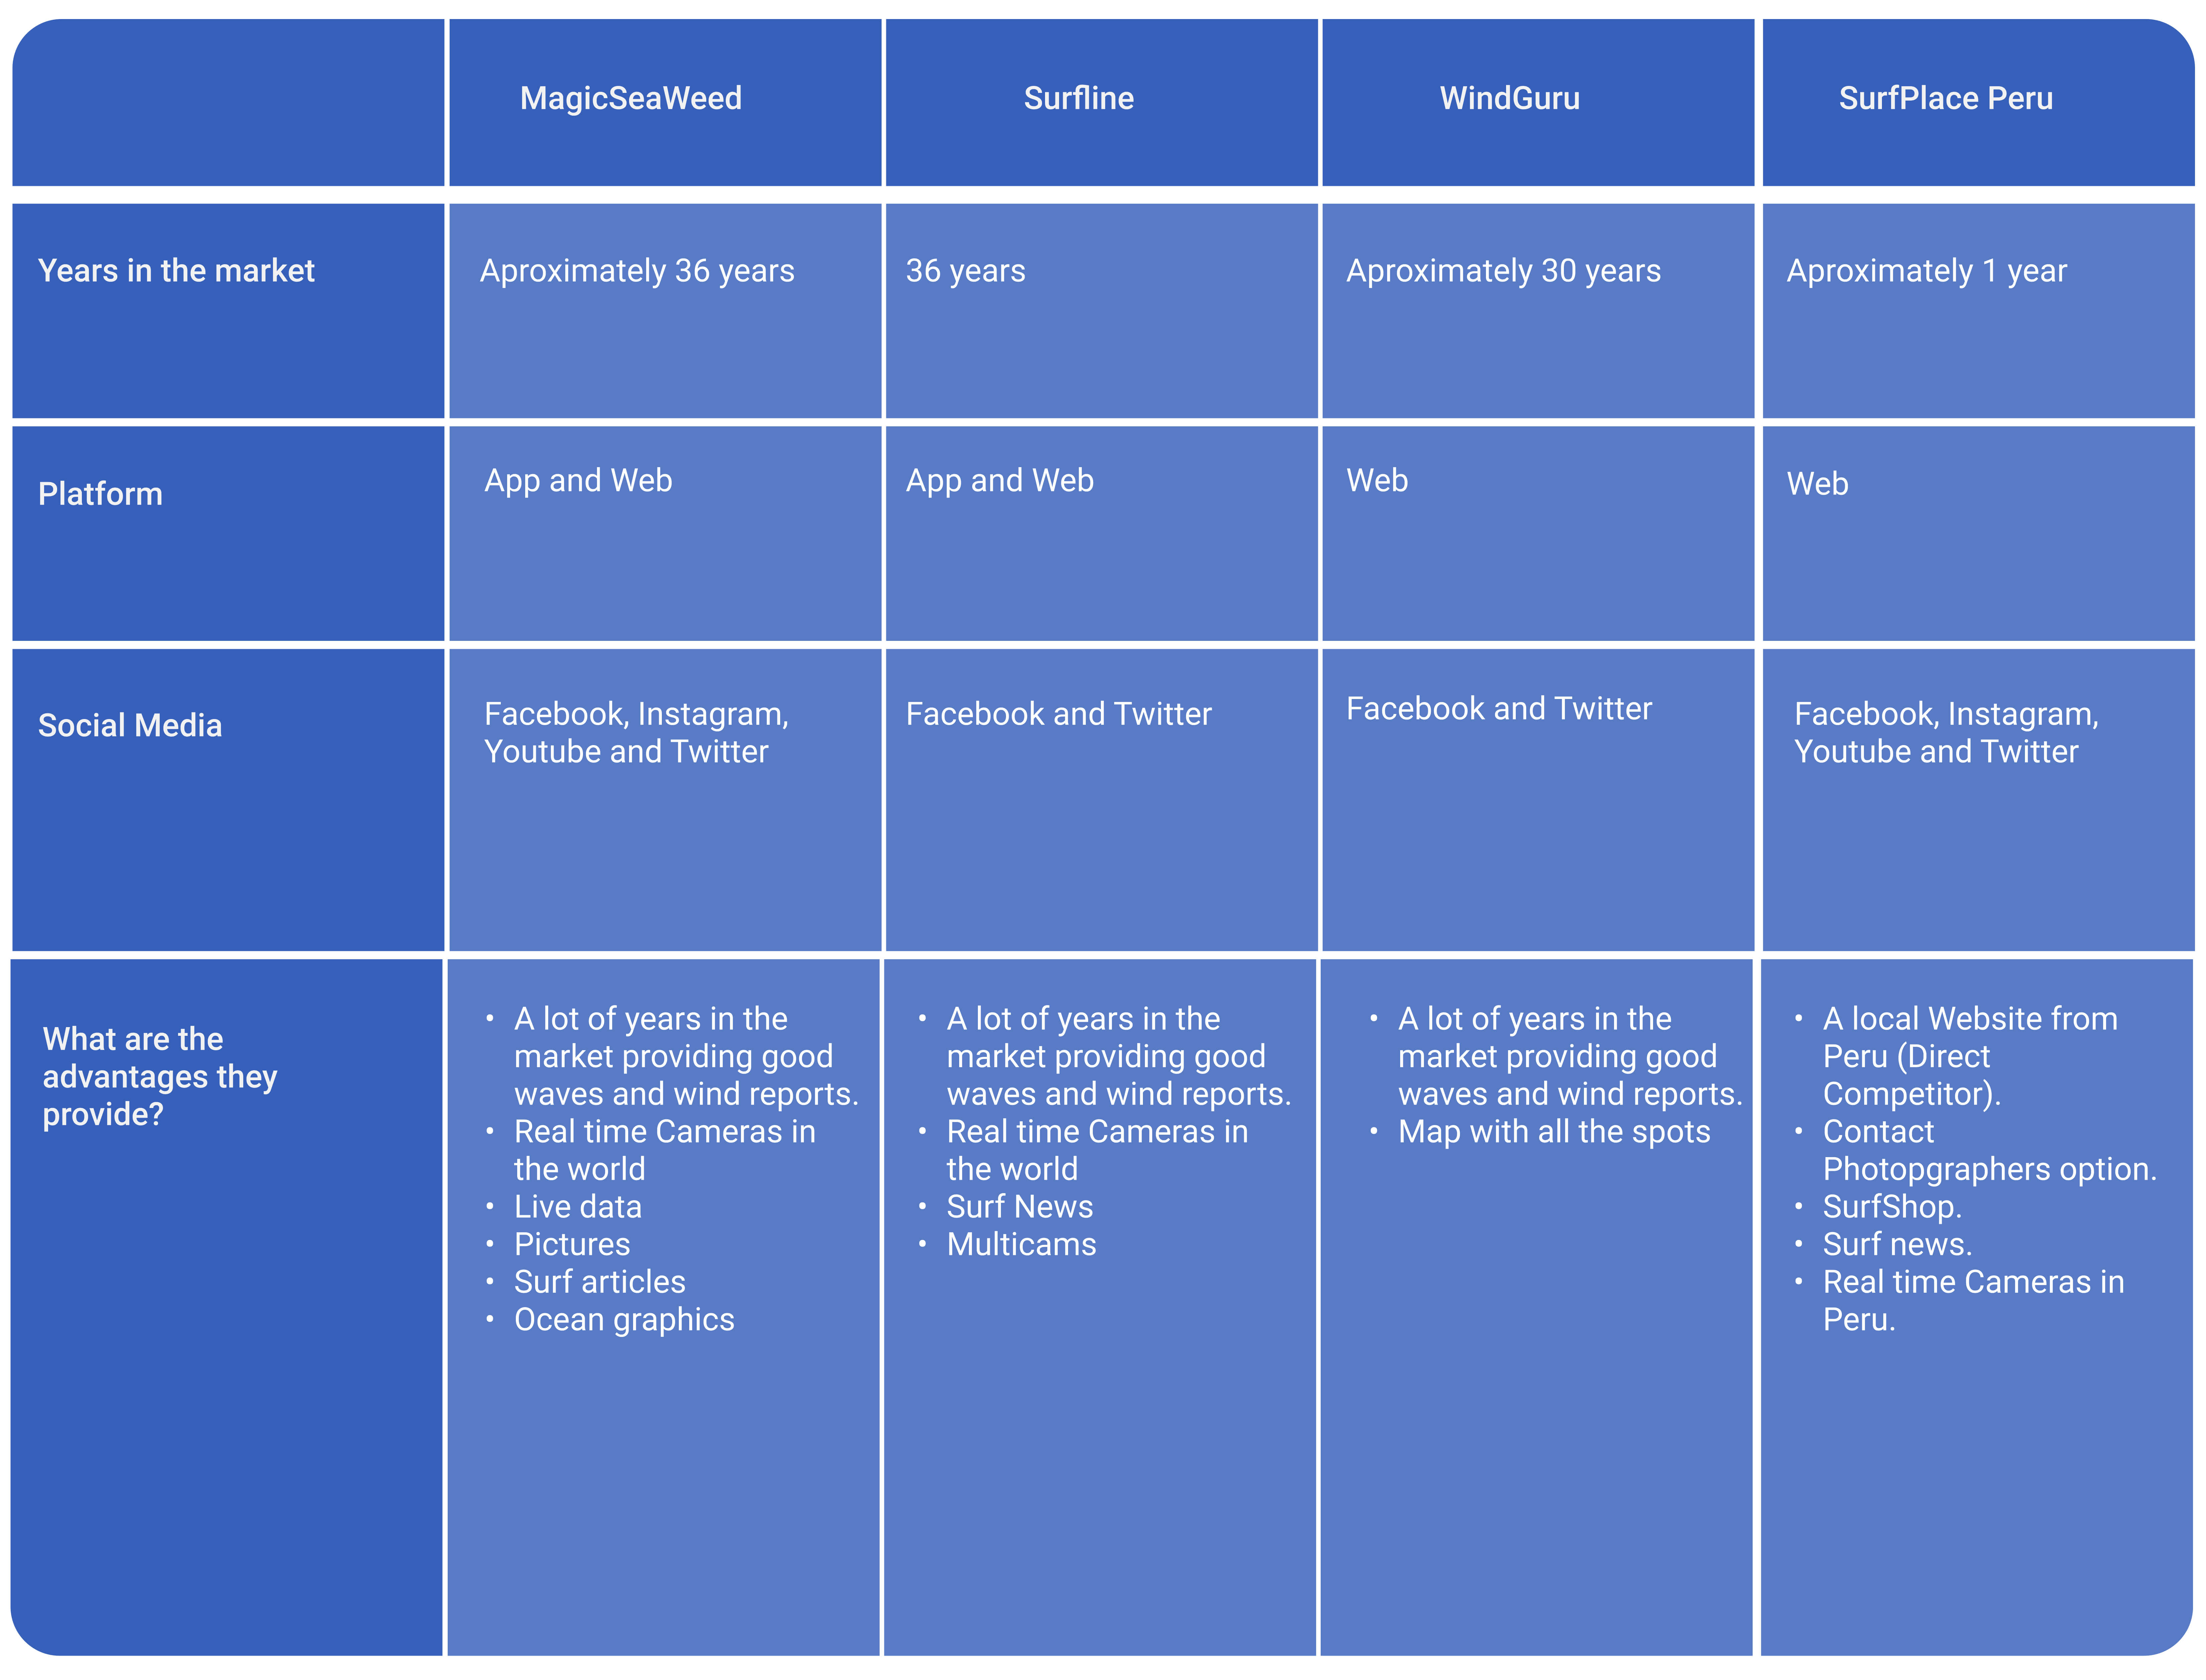 MagicSeaWeed
Surfline
WindGuru
SurfPlace Peru
Years in the market
Aproximately 36 years
36 years
Aproximately 30 years
Aproximately 1 year
Platform
App and Web
App and Web
Web
Web
Social Media
Facebook, Instagram,
Youtube and Twitter
Facebook and Twitter
Facebook and Twitter
Facebook, Instagram,
Youtube and Twitter
What are the
advantages they
provide?
• A lot of years in the
market providing good
waves and wind reports.
• Real time Cameras in
the world
• Live data
• Pictures
• Surf articles
• Ocean graphics
• A lot of years in the
market providing good
waves and wind reports.
• Real time Cameras in
the world
• Surf News
• Multicams
• A lot of years in the
market providing good
waves and wind reports.
• Map with all the spots
• A local Website from
Peru (Direct
Competitor).
• Contact
Photopgraphers option.
• SurfShop.
• Surf news.
• Real time Cameras in
Peru.